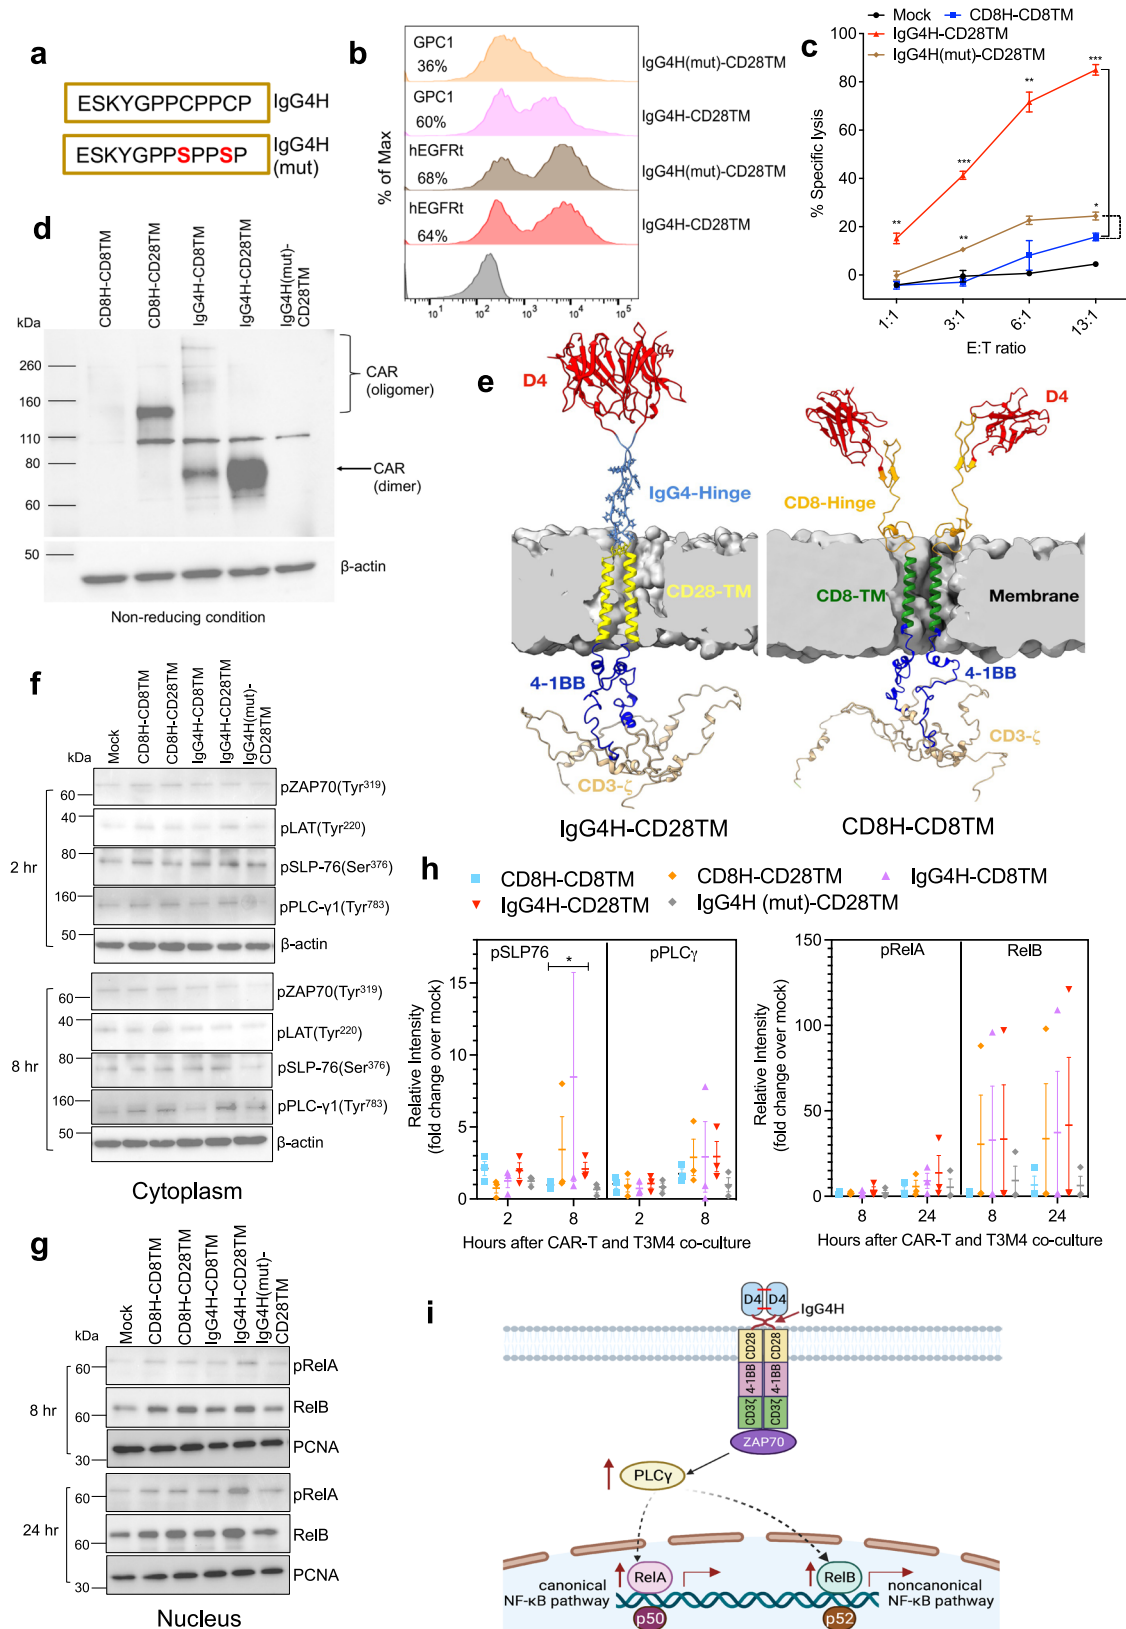 a
ESKYGPPCPPCP
IgG4H
ESKYGPPSPPSP
IgG4H
(mut)
b
% of Max
GPC1
36%
IgG4H(mut)-CD28TM
GPC1
60%
IgG4H-CD28TM
hEGFRt
68%
IgG4H(mut)-CD28TM
hEGFRt
64%
IgG4H-CD28TM
10¹ 10² 10³ 10⁴ 10⁵
c
Mock
CD8H-CD8TM
IgG4H-CD28TM
IgG4H(mut)-CD28TM
% Specific lysis
100
80
60
40
20
0
** *** ** ***
** *
1:1 3:1 6:1 13:1
E:T ratio
d
CD8H-CD8TM
CD8H-CD28TM
IgG4H-CD8TM
IgG4H-CD28TM
IgG4H(mut)-
CD28TM
kDa
260
160
110
80
60
50
CAR
(oligomer)
CAR
(dimer)
β-actin
Non-reducing condition
e
D4
IgG4-Hinge
CD28-TM
4-1BB
CD3-ζ
IgG4H-CD28TM
D4
CD8-Hinge
CD8-TM
Membrane
4-1BB
CD3-ζ
CD8H-CD8TM
f
Mock
CD8H-CD8TM
CD8H-CD28TM
IgG4H-CD8TM
IgG4H-CD28TM
IgG4H(mut)-
CD28TM
kDa
2 hr
60
pZAP70(Tyr³¹⁹)
40
pLAT(Tyr²²⁰)
80
pSLP-76(Ser³⁷⁶)
160
pPLC-γ1(Tyr⁷⁸³)
50
β-actin
8 hr
60
pZAP70(Tyr³¹⁹)
40
pLAT(Tyr²²⁰)
80
pSLP-76(Ser³⁷⁶)
160
pPLC-γ1(Tyr⁷⁸³)
50
β-actin
Cytoplasm
g
Mock
CD8H-CD8TM
CD8H-CD28TM
IgG4H-CD8TM
IgG4H-CD28TM
IgG4H(mut)-
CD28TM
kDa
8 hr
60
pRelA
60
RelB
30
PCNA
24 hr
60
pRelA
60
RelB
30
PCNA
Nucleus
h
CD8H-CD8TM
CD8H-CD28TM
IgG4H-CD8TM
IgG4H-CD28TM
IgG4H (mut)-CD28TM
Relative Intensity
(fold change over mock)
15
10
5
0
pSLP76
*
pPLCγ
2 8 2 8
Hours after CAR-T and T3M4 co-culture
Relative Intensity
(fold change over mock)
150
100
50
0
pRelA
RelB
8 24 8 24
Hours after CAR-T and T3M4 co-culture
i
D4 D4
IgG4H
CD28 CD28
4-1BB 4-1BB
CD3ζ CD3ζ
ZAP70
PLCγ
RelA
RelB
canonical
NF-κB pathway
noncanonical
NF-κB pathway
p50
p52